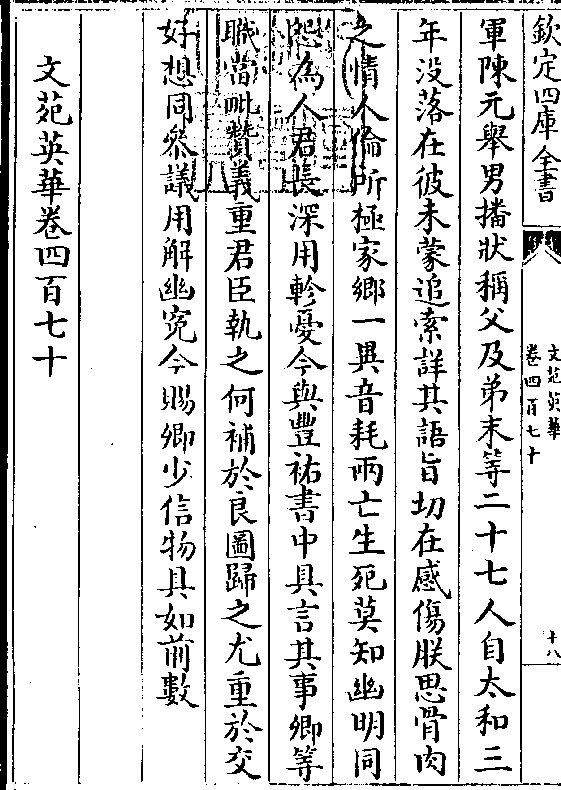 欽定四庫全書
文苑英華
卷四百七十
十八
軍陳元舉男播狀稱父及弟末等二十七人自太和三
年没落在彼未蒙追索詳其語旨切在感傷朕思骨肉
之情人倫所極家鄉一異音耗兩亡生死莫知幽明同
怨為人君長深用軫憂今與豐祐書中具言其事卿等
職當毗贊義重君臣執之何補於良圖歸之尤重於交
好想同叅議用解幽寃今賜卿少信物具如前數
文苑英華卷四百七十